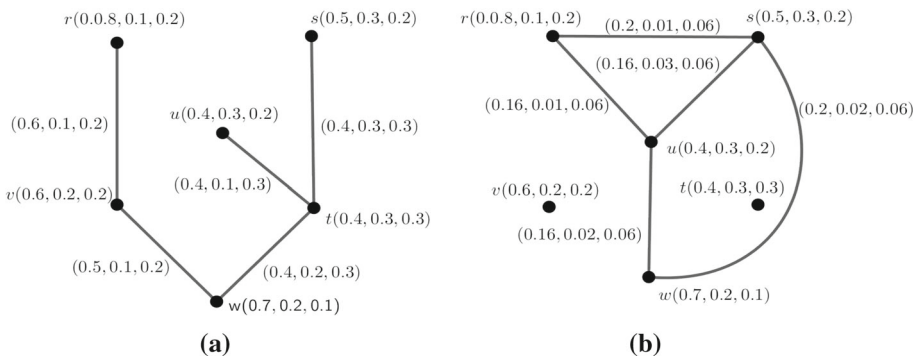 r(0.0.8, 0.1, 0.2)
s(0.5, 0.3, 0.2)
(0.6, 0.1, 0.2)
u(0.4, 0.3, 0.2)
(0.4, 0.3, 0.3)
(0.4, 0.1, 0.3)
v(0.6, 0.2, 0.2)
t(0.4, 0.3, 0.3)
(0.5, 0.1, 0.2)
(0.4, 0.2, 0.3)
w(0.7, 0.2, 0.1)
(a)
r(0.0.8, 0.1, 0.2)
s(0.5, 0.3, 0.2)
(0.2, 0.01, 0.06)
(0.16, 0.03, 0.06)
(0.16, 0.01, 0.06)
(0.2, 0.02, 0.06)
u(0.4, 0.3, 0.2)
v(0.6, 0.2, 0.2)
t(0.4, 0.3, 0.3)
(0.16, 0.02, 0.06)
w(0.7, 0.2, 0.1)
(b)